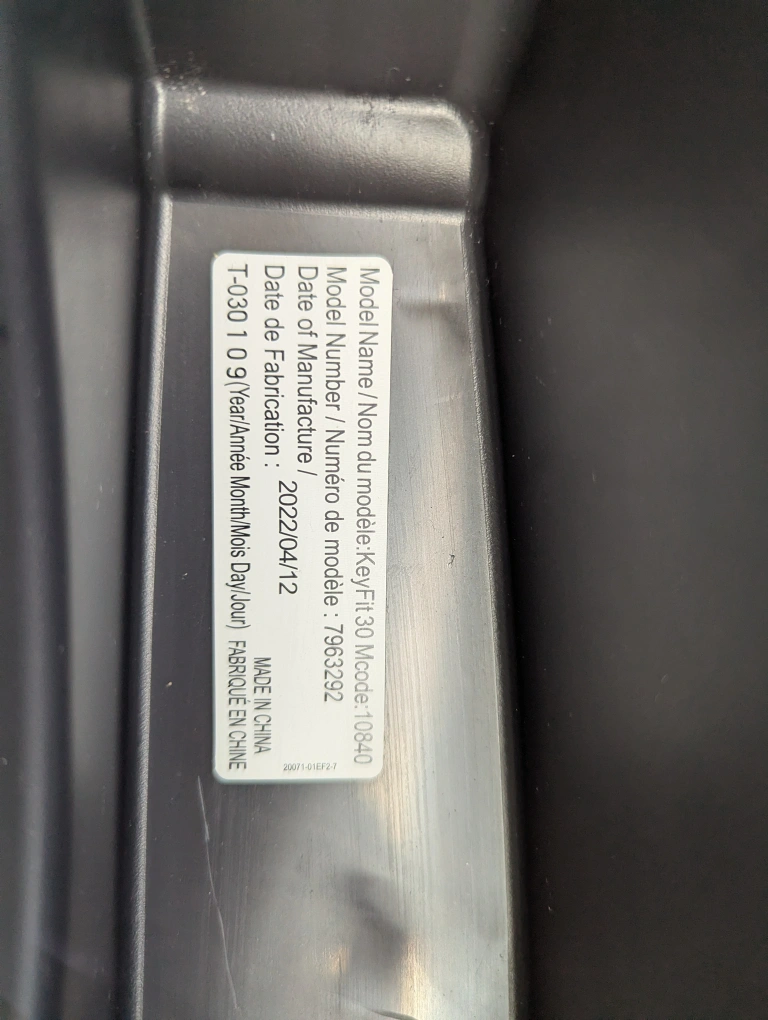 Model Name / Nom du modèle:KeyFit 30 Mcode:10840
Model Number / Numéro de modèle : 7963292
Date of Manufacture /
Date de Fabrication : 2022/04/12
20071-01EF2-7
MADE IN CHINA
T-030 1 0 9(Year/Année Month/Mois Day/Jour) FABRIQUÉ EN CHINE